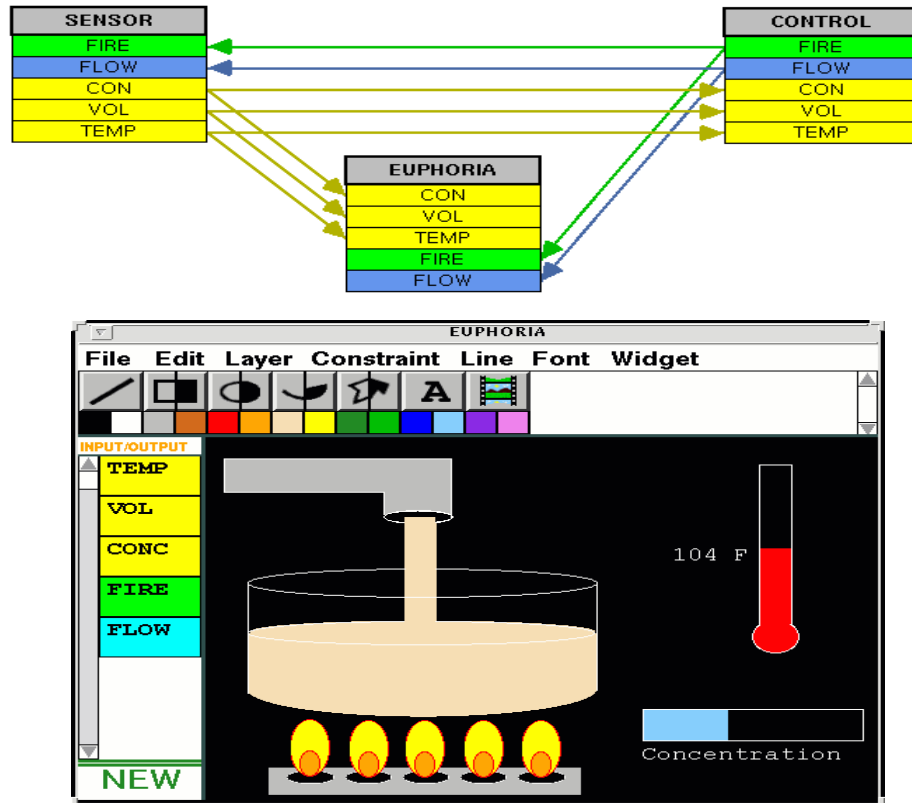 SENSOR
FIRE
FLOW
CON
VOL
TEMP
CONTROL
FIRE
FLOW
CON
VOL
TEMP
EUPHORIA
CON
VOL
TEMP
FIRE
FLOW
EUPHORIA
File Edit Layer Constraint Line Font Widget
A
INPUT/OUTPUT
TEMP
VOL
CONC
FIRE
FLOW
NEW
104 F
Concentration